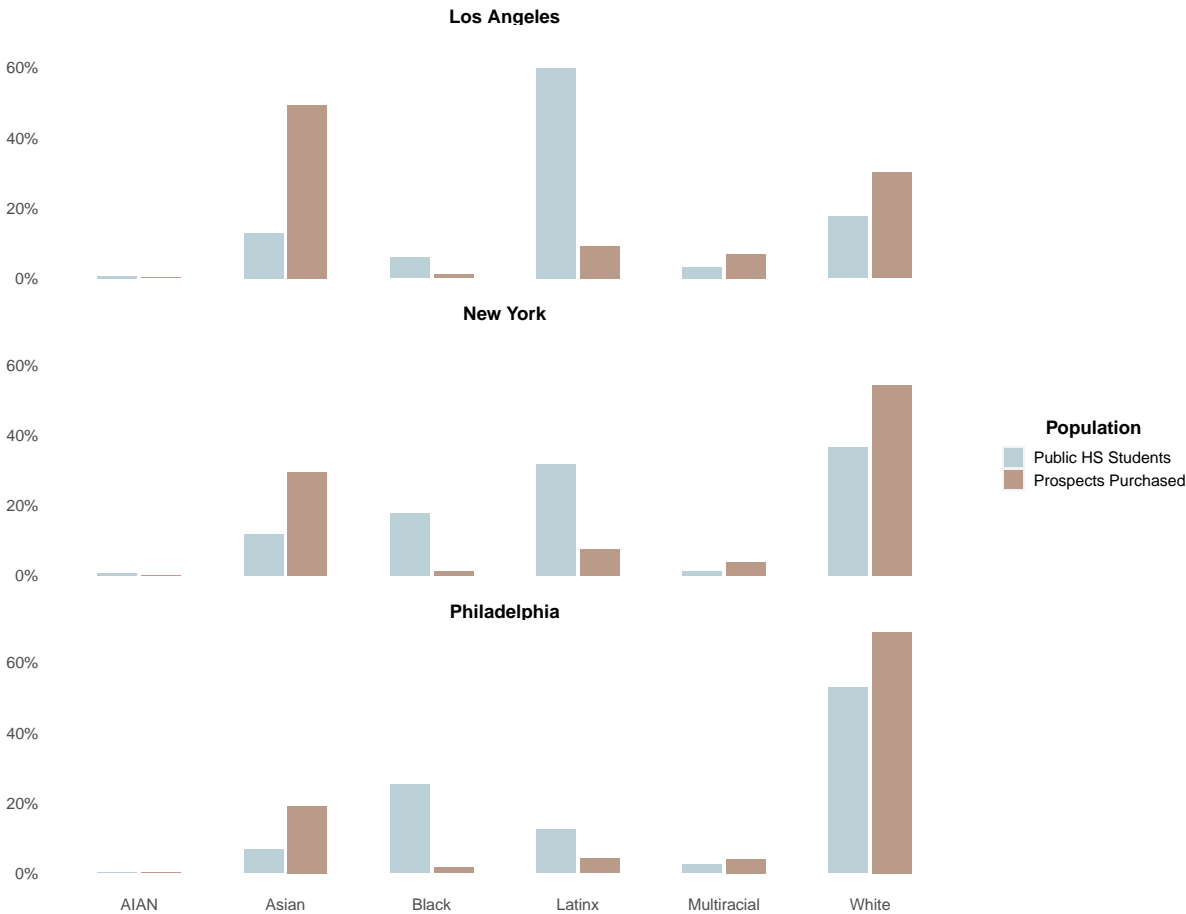 Los Angeles
60%
40%
20%
0%
New York
60%
40%
20%
0%
Population
Public HS Students
Prospects Purchased
Philadelphia
60%
40%
20%
0%
AIAN Asian Black Latinx Multiracial White